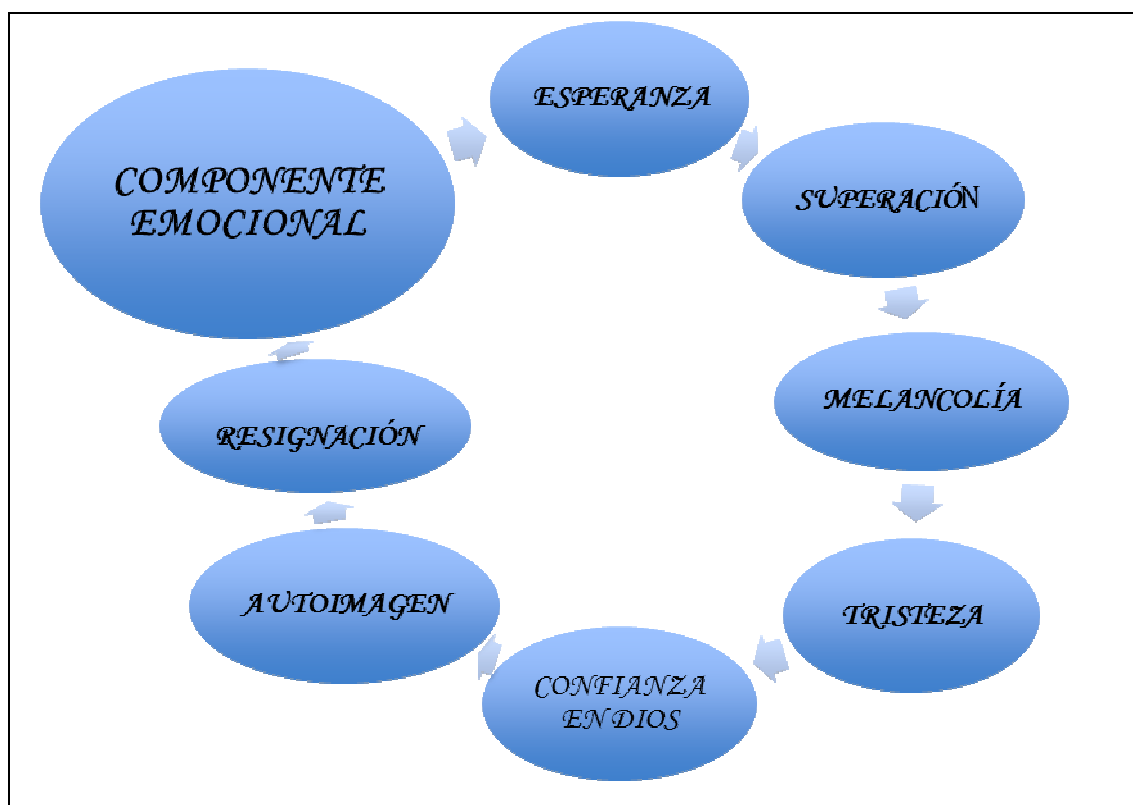 COMPONENTE
EMOCIONAL
ESPERANZA
SUPERACIÓN
MELANCOLÍA
TRISTEZA
CONFIANZA
EN DIOS
AUTOIMAGEN
RESIGNACIÓN